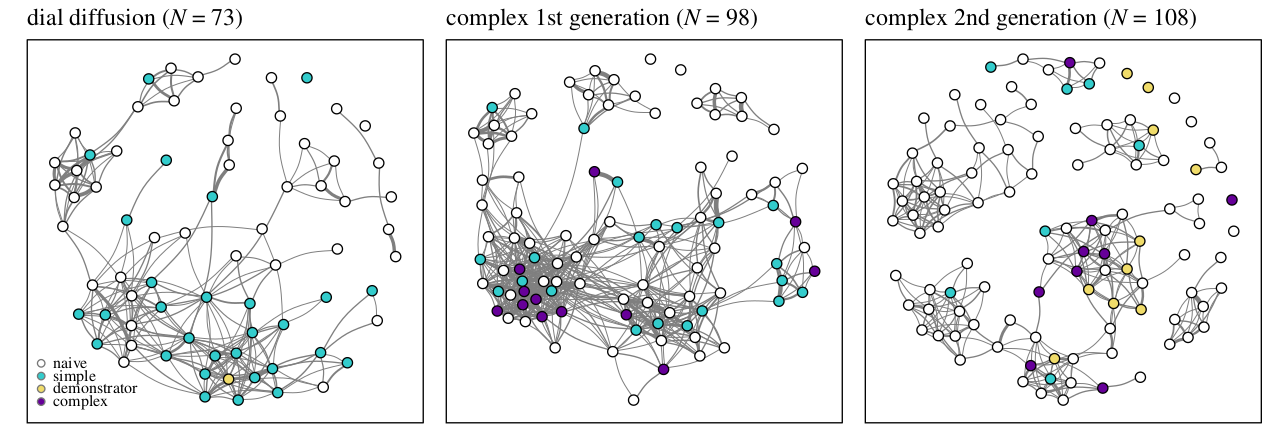 dial diffusion (N = 73)
complex 1st generation (N = 98)
complex 2nd generation (N = 108)
naive
simple
demonstrator
complex